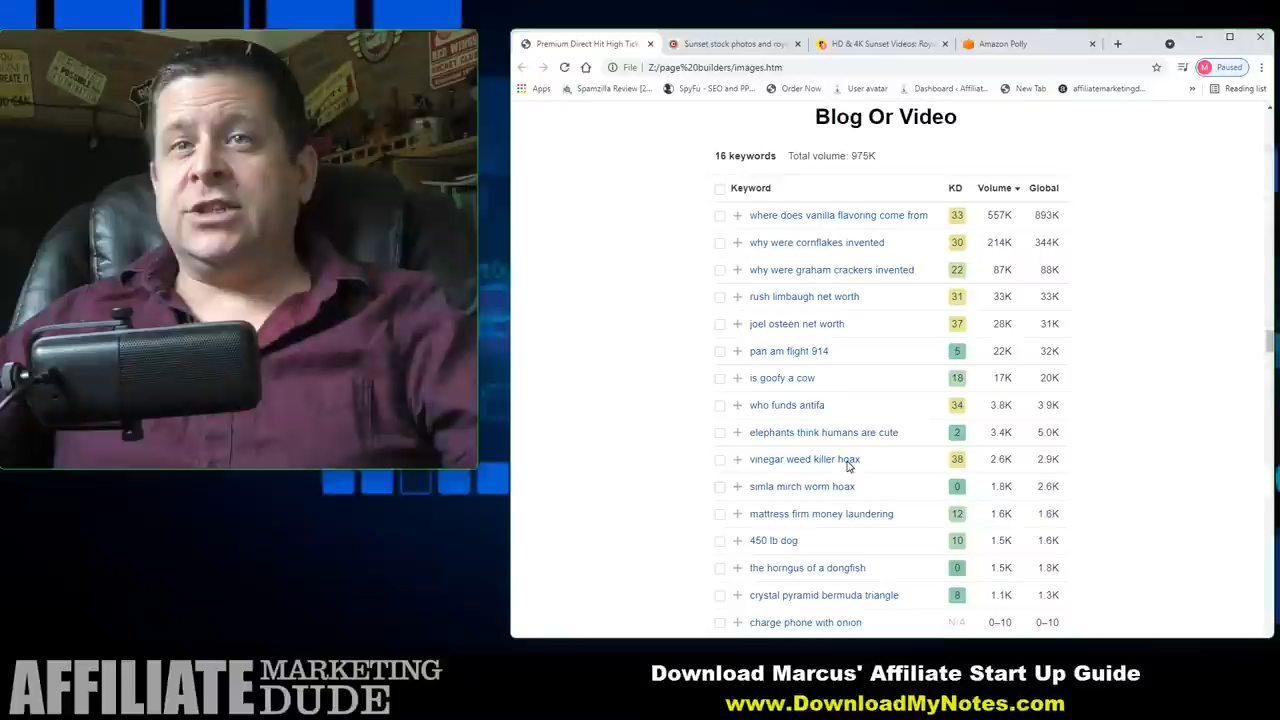 CREATE IT
POSSIBLE
RED WINGS
Premium Direct Hit High Tick
Sunset stock photos and roya
HD & 4K Sunset Videos: Roya
Amazon Polly
File | Z:/page%20builders/images.htm
M Paused
Apps
Spamzilla Review [2...
SpyFu - SEO and PP...
Order Now
User avatar
Dashboard ‹ Affiliat...
New Tab
affiliatemarketingd...
»
Reading list
Blog Or Video
16 keywords Total volume: 975K
Keyword KD Volume Global
where does vanilla flavoring come from 33 557K 893K
why were cornflakes invented 30 214K 344K
why were graham crackers invented 22 87K 88K
rush limbaugh net worth 31 33K 33K
joel osteen net worth 37 28K 31K
pan am flight 914 5 22K 32K
is goofy a cow 18 17K 20K
who funds antifa 34 3.8K 3.9K
elephants think humans are cute 2 3.4K 5.0K
vinegar weed killer hoax 38 2.6K 2.9K
simla mirch worm hoax 0 1.8K 2.6K
mattress firm money laundering 12 1.6K 1.6K
450 lb dog 10 1.5K 1.6K
the horngus of a dongfish 0 1.5K 1.8K
crystal pyramid bermuda triangle 8 1.1K 1.3K
charge phone with onion N/A 0–10 0–10
AFFILIATE MARKETING DUDE
Download Marcus' Affiliate Start Up Guide
www.DownloadMyNotes.com